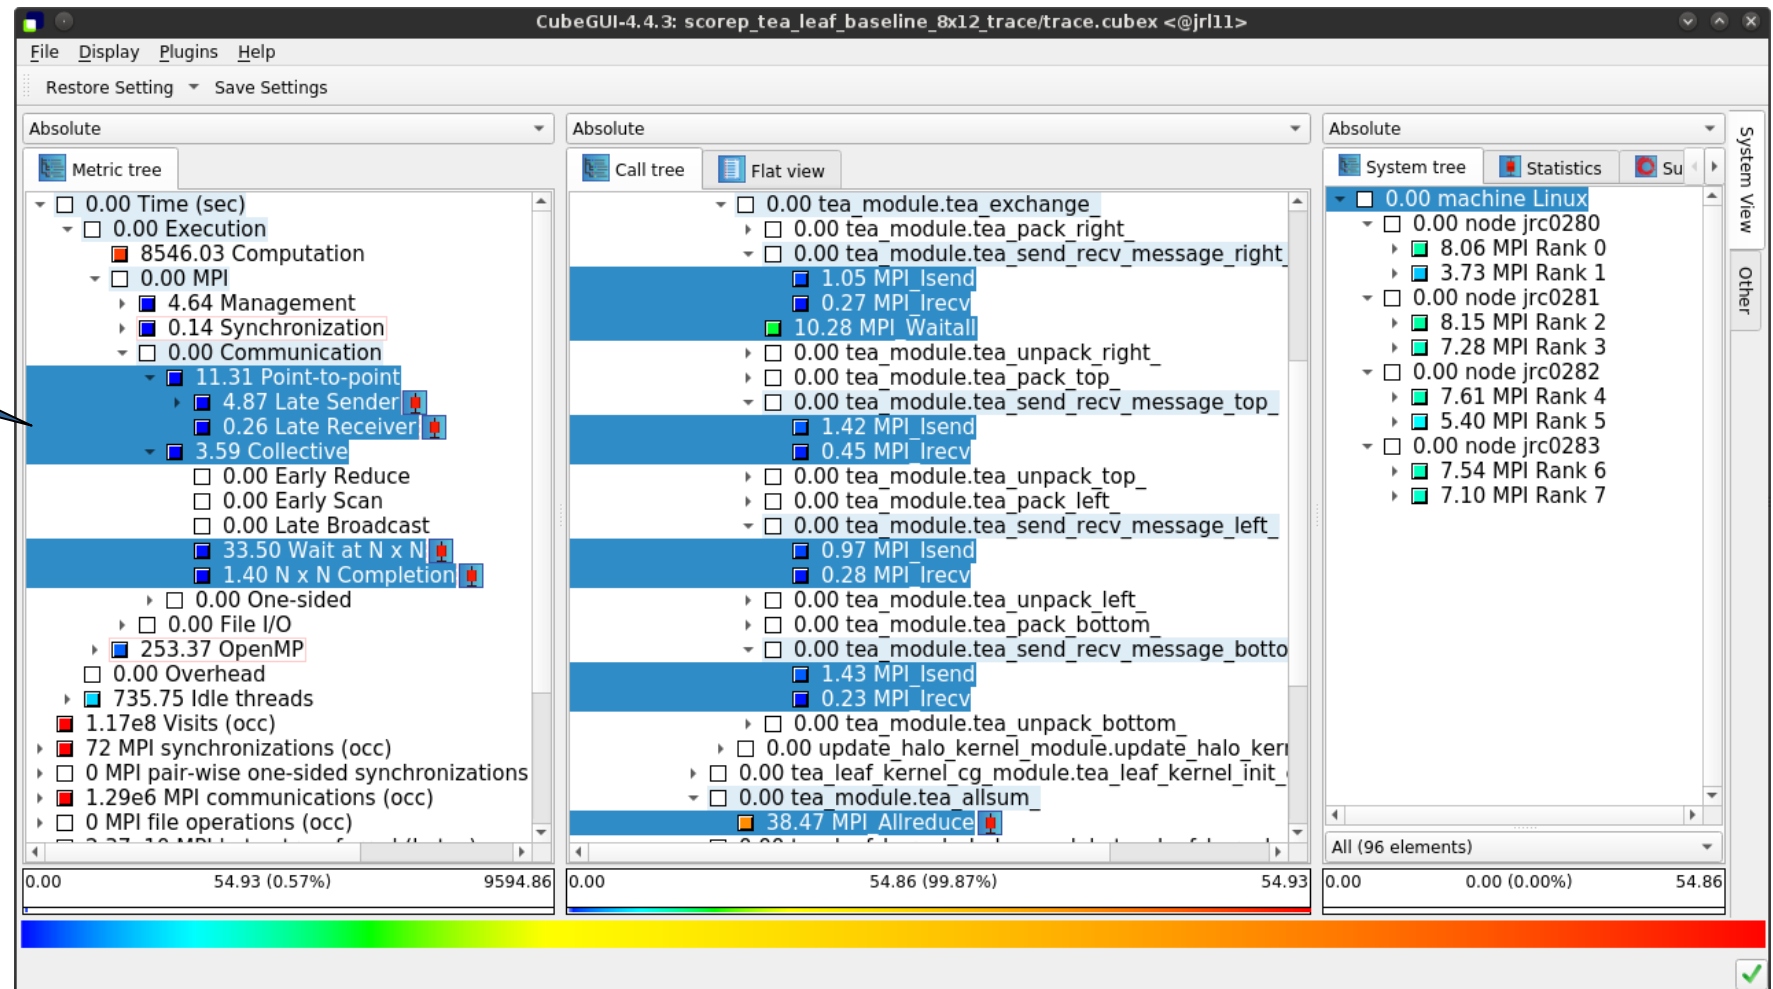 CubeGUI-4.4.3: scorep_tea_leaf_baseline_8x12_trace/trace.cubex <@jrl11>
File Display Plugins Help
Restore Setting Save Settings
Absolute
Metric tree
0.00 Time (sec)
0.00 Execution
8546.03 Computation
0.00 MPI
4.64 Management
0.14 Synchronization
0.00 Communication
11.31 Point-to-point
4.87 Late Sender
0.26 Late Receiver
3.59 Collective
0.00 Early Reduce
0.00 Early Scan
0.00 Late Broadcast
33.50 Wait at N x N
1.40 N x N Completion
0.00 One-sided
0.00 File I/O
253.37 OpenMP
0.00 Overhead
735.75 Idle threads
1.17e8 Visits (occ)
72 MPI synchronizations (occ)
0 MPI pair-wise one-sided synchronizations
1.29e6 MPI communications (occ)
0 MPI file operations (occ)
0.00 54.93 (0.57%) 9594.86
Absolute
Call tree Flat view
0.00 tea_module.tea_exchange_
0.00 tea_module.tea_pack_right_
0.00 tea_module.tea_send_recv_message_right_
1.05 MPI_Isend
0.27 MPI_Irecv
10.28 MPI_Waitall
0.00 tea_module.tea_unpack_right_
0.00 tea_module.tea_pack_top_
0.00 tea_module.tea_send_recv_message_top_
1.42 MPI_Isend
0.45 MPI_Irecv
0.00 tea_module.tea_unpack_top_
0.00 tea_module.tea_pack_left_
0.00 tea_module.tea_send_recv_message_left_
0.97 MPI_Isend
0.28 MPI_Irecv
0.00 tea_module.tea_unpack_left_
0.00 tea_module.tea_pack_bottom_
0.00 tea_module.tea_send_recv_message_botto
1.43 MPI_Isend
0.23 MPI_Irecv
0.00 tea_module.tea_unpack_bottom_
0.00 update_halo_kernel_module.update_halo_kerr
0.00 tea_leaf_kernel_cg_module.tea_leaf_kernel_init_
0.00 tea_module.tea_allsum_
38.47 MPI_Allreduce
0.00 54.86 (99.87%) 54.93
Absolute
System tree Statistics Su
0.00 machine Linux
0.00 node jrc0280
8.06 MPI Rank 0
3.73 MPI Rank 1
0.00 node jrc0281
8.15 MPI Rank 2
7.28 MPI Rank 3
0.00 node jrc0282
7.61 MPI Rank 4
5.40 MPI Rank 5
0.00 node jrc0283
7.54 MPI Rank 6
7.10 MPI Rank 7
All (96 elements)
0.00 0.00 (0.00%) 54.86
System View
Other